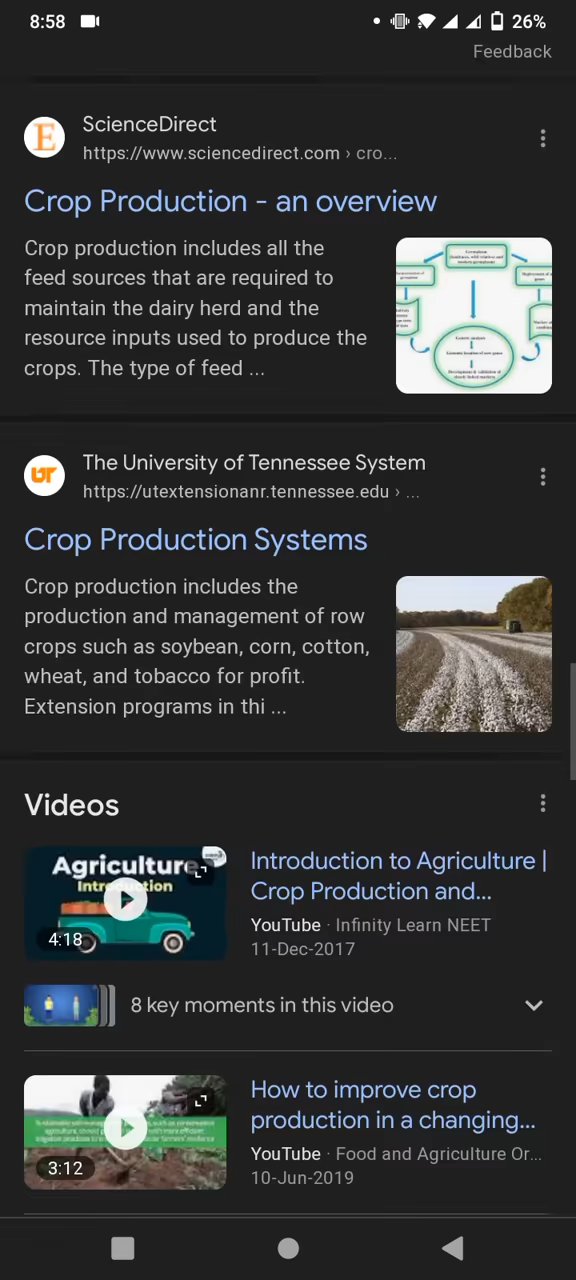 8:58
26%
Feedback
ScienceDirect
https://www.sciencedirect.com › cro...
Crop Production - an overview
Crop production includes all the
feed sources that are required to
maintain the dairy herd and the
resource inputs used to produce the
crops. The type of feed ...
The University of Tennessee System
https://utextensionanr.tennessee.edu › ...
Crop Production Systems
Crop production includes the
production and management of row
crops such as soybean, corn, cotton,
wheat, and tobacco for profit.
Extension programs in thi ...
Videos
Agriculture
Introduction
4:18
Introduction to Agriculture |
Crop Production and...
YouTube · Infinity Learn NEET
11-Dec-2017
8 key moments in this video
3:12
How to improve crop
production in a changing...
YouTube · Food and Agriculture Or...
10-Jun-2019